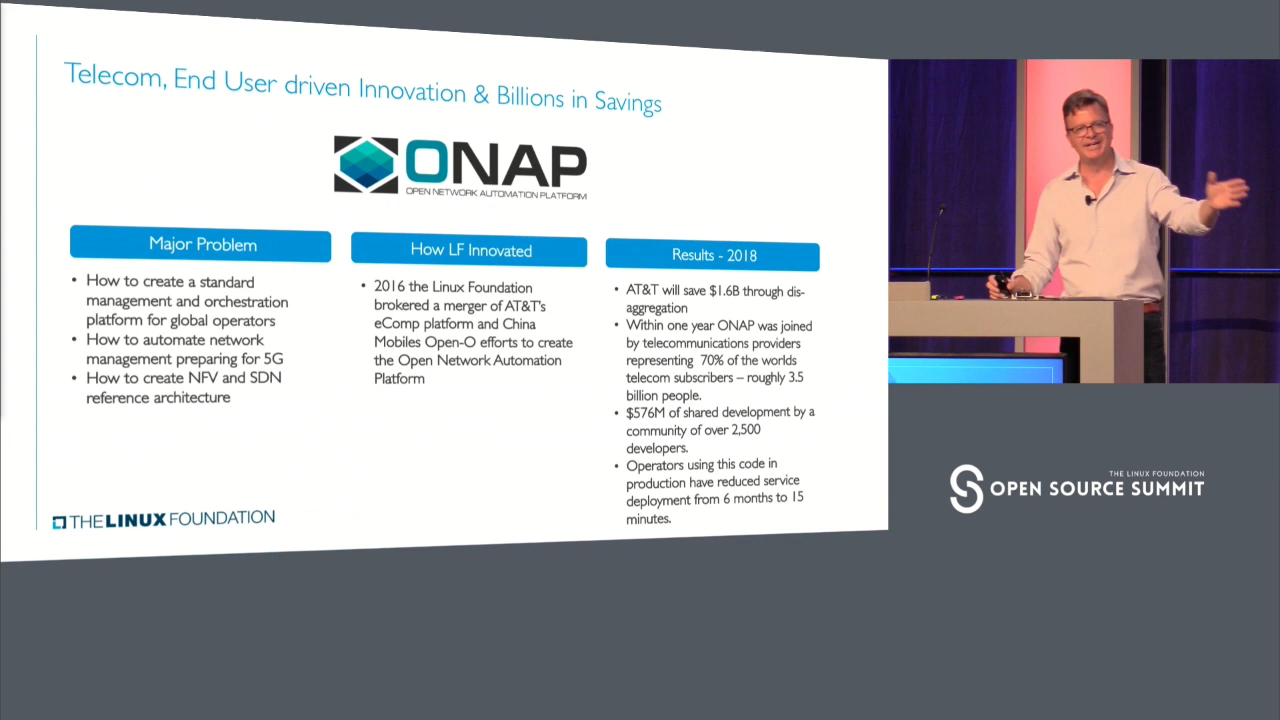 Telecom, End User driven Innovation & Billions in Savings
ONAP
OPEN NETWORK AUTOMATION PLATFORM
Major Problem
• How to create a standard
management and orchestration
platform for global operators
• How to automate network
management preparing for 5G
• How to create NFV and SDN
reference architecture
How LF Innovated
• 2016 the Linux Foundation
brokered a merger of AT&T's
eComp platform and China
Mobiles Open-O efforts to create
the Open Network Automation
Platform
Results - 2018
• AT&T will save $1.6B through dis-
aggregation
• Within one year ONAP was joined
by telecommunications providers
representing 70% of the worlds
telecom subscribers – roughly 3.5
billion people.
• $576M of shared development by a
community of over 2,500
developers.
• Operators using this code in
production have reduced service
deployment from 6 months to 15
minutes.
THE LINUX FOUNDATION
THE LINUX FOUNDATION
OPEN SOURCE SUMMIT